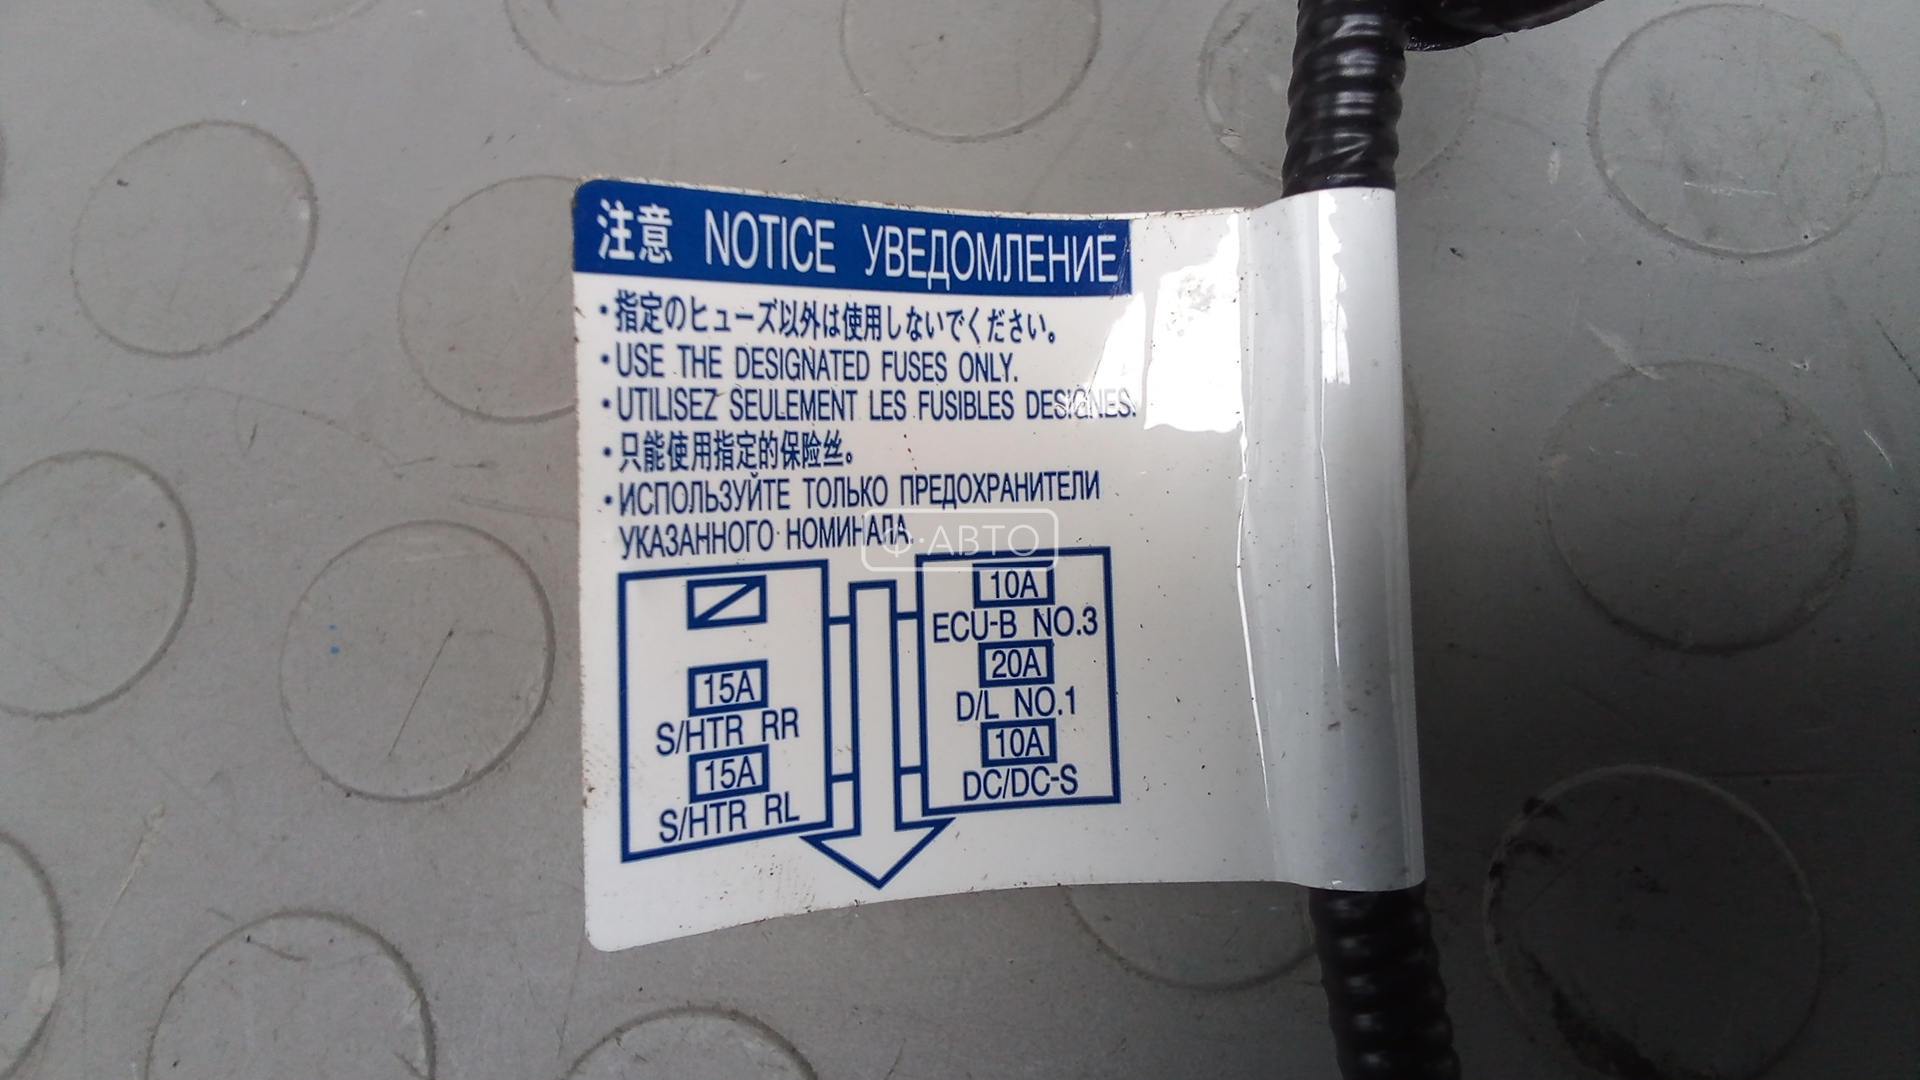 注意 NOTICE УВЕДОМЛЕНИЕ
・指定のヒューズ以外は使用しないでください。
・USE THE DESIGNATED FUSES ONLY.
・UTILISEZ SEULEMENT LES FUSIBLES DESIGNES.
・只能使用指定的保险丝。
・ИСПОЛЬЗУЙТЕ ТОЛЬКО ПРЕДОХРАНИТЕЛИ
УКАЗАННОГО НОМИНАЛА.
Ф·АВТО
15A
S/HTR RR
15A
S/HTR RL
10A
ECU-B NO.3
20A
D/L NO.1
10A
DC/DC-S